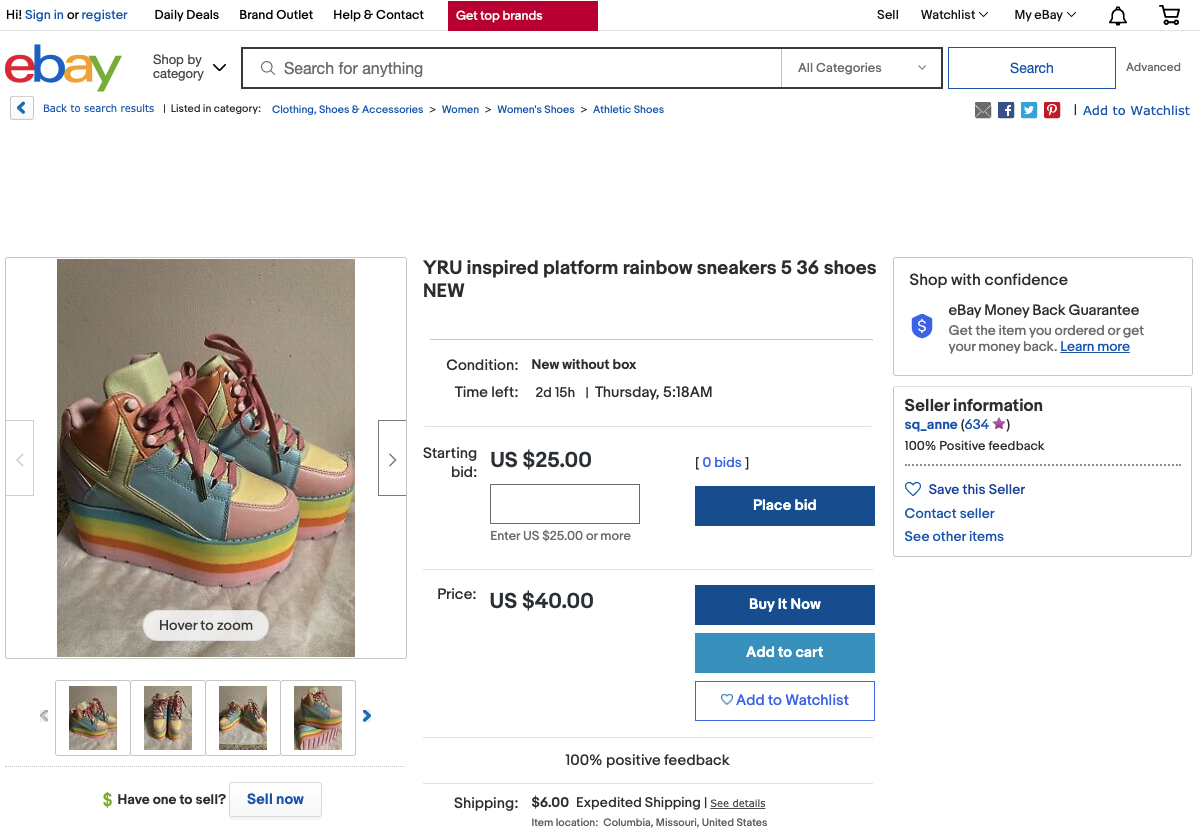 Hi! Sign in or register
Daily Deals
Brand Outlet
Help & Contact
Get top brands
Sell
Watchlist
My eBay
ebay
Shop by
category
Search for anything
All Categories
Search
Advanced
Back to search results
| Listed in category:
Clothing, Shoes & Accessories > Women > Women's Shoes > Athletic Shoes
| Add to Watchlist
Hover to zoom
$ Have one to sell?
Sell now
YRU inspired platform rainbow sneakers 5 36 shoes
NEW
Condition: New without box
Time left: 2d 15h | Thursday, 5:18AM
Starting
bid:
US $25.00
[ 0 bids ]
Place bid
Enter US $25.00 or more
Price:
US $40.00
Buy It Now
Add to cart
Add to Watchlist
100% positive feedback
Shipping: $6.00 Expedited Shipping | See details
Item location: Columbia, Missouri, United States
Shop with confidence
eBay Money Back Guarantee
Get the item you ordered or get
your money back. Learn more
Seller information
sq_anne (634 ★)
100% Positive feedback
Save this Seller
Contact seller
See other items